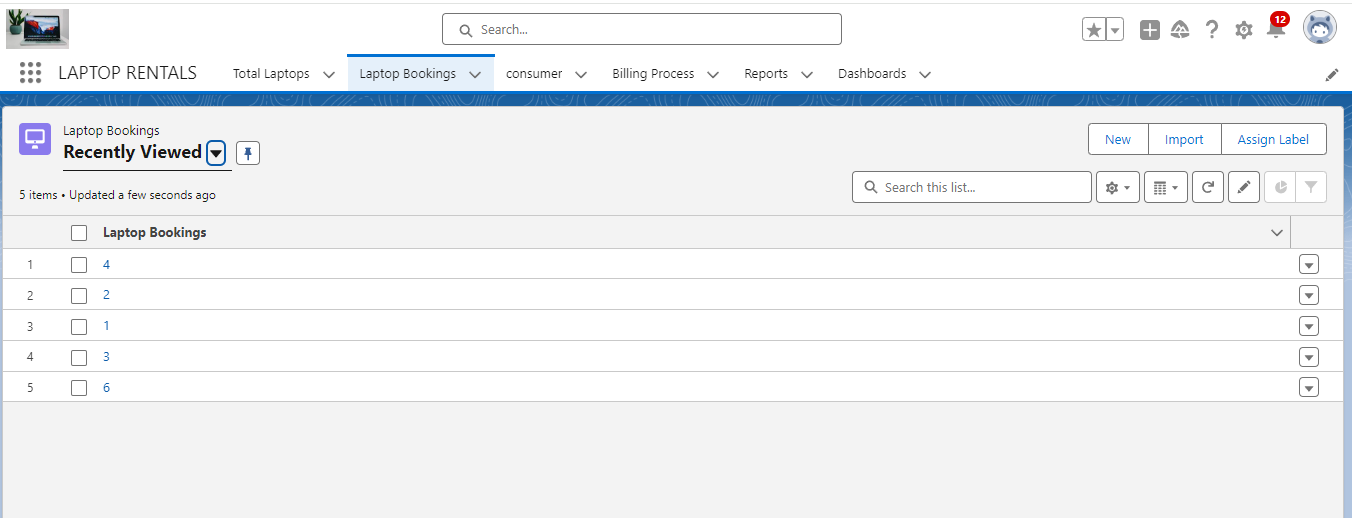 Search...
12
LAPTOP RENTALS Total Laptops Laptop Bookings consumer Billing Process Reports Dashboards
Laptop Bookings
Recently Viewed
New Import Assign Label
5 items • Updated a few seconds ago
Search this list...
Laptop Bookings
1 4
2 2
3 1
4 3
5 6